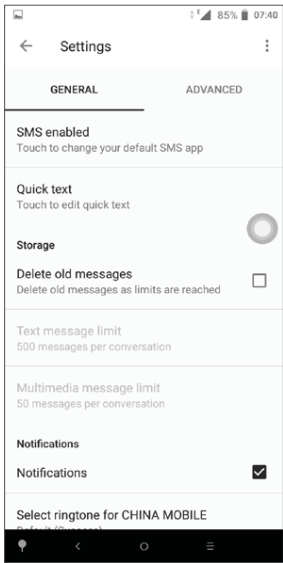 85% 07:40
Settings
GENERAL ADVANCED
SMS enabled
Touch to change your default SMS app
Quick text
Touch to edit quick text
Storage
Delete old messages
Delete old messages as limits are reached
Text message limit
500 messages per conversation
Multimedia message limit
50 messages per conversation
Notifications
Notifications
Select ringtone for CHINA MOBILE
Default (Success)